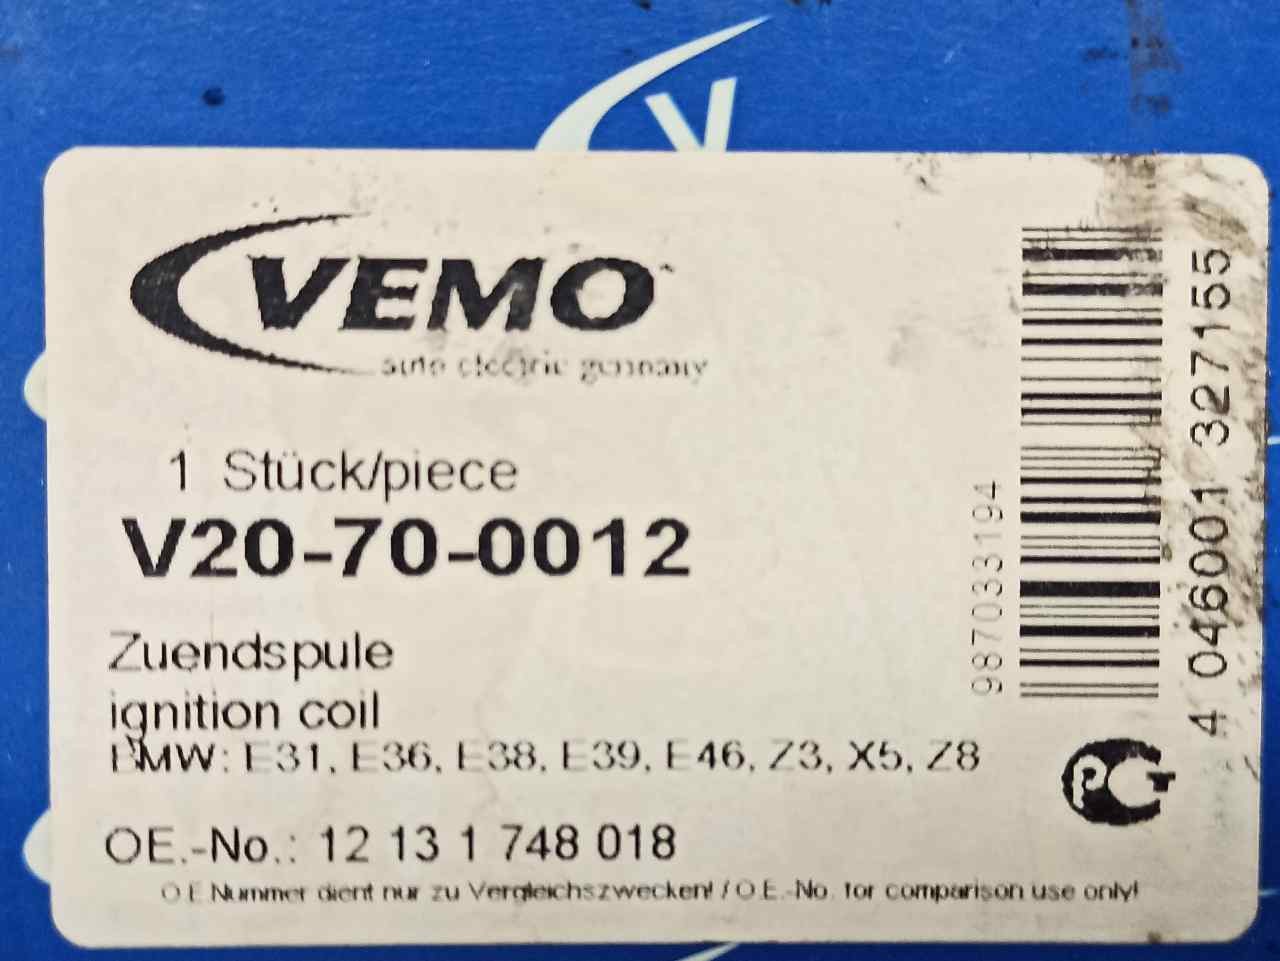 V
VEMO
auto electric germany
1 Stück/piece
V20-70-0012
Zuendspule
ignition coil
BMW: E31, E36, E38, E39, E46, Z3, X5, Z8
OE.-No.: 12 13 1 748 018
O.E.Nummer dient nur zu Vergleichszwecken! / O.E.-No. for comparison use only!
987033194
4 046001 327155